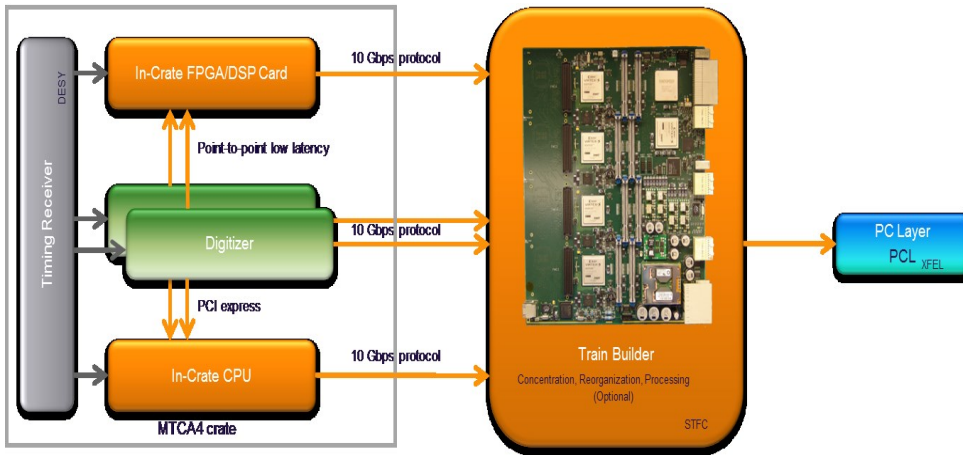 DESY
Timing Receiver
In-Crate FPGA/DSP Card
10 Gbps protocol
Point-to-point low latency
Digitizer
10 Gbps protocol
PCI express
In-Crate CPU
10 Gbps protocol
MTCA4 crate
Train Builder
Concentration, Reorganization, Processing
(Optional)
STFC
PC Layer
PCL XFEL